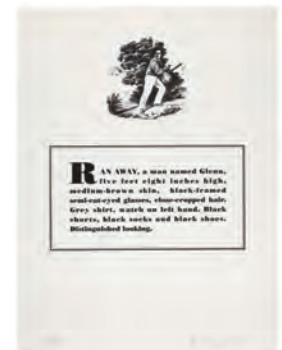 RAN AWAY, a man named Glenn,
five feet eight inches high,
medium-brown skin, black-framed
semi-cat-eyed glasses, close-cropped hair.
Grey shirt, watch on left hand. Black
shorts, black socks and black shoes.
Distinguished looking.